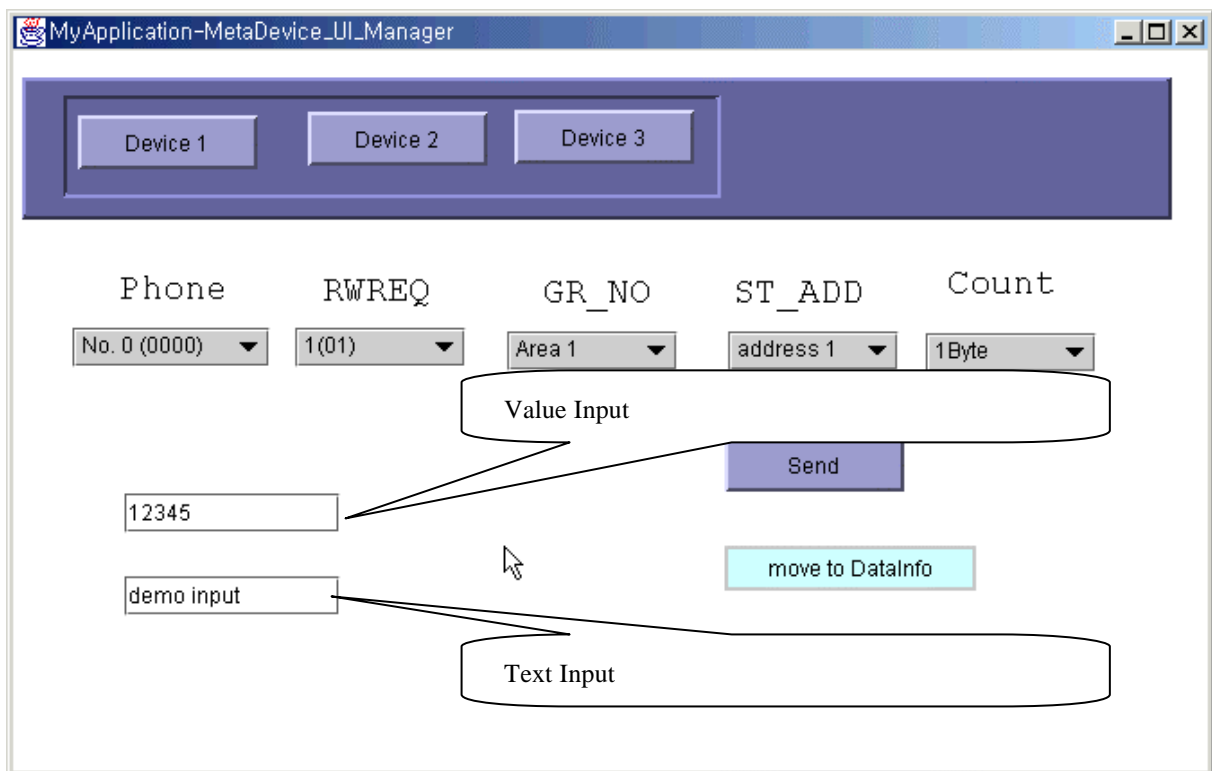 MyApplication-MetaDevice_UI_Manager
Device 1
Device 2
Device 3
Phone
RWREQ
GR_NO
ST_ADD
Count
No. 0 (0000)
1(01)
Area 1
address 1
1Byte
Value Input
Send
12345
move to DataInfo
demo input
Text Input